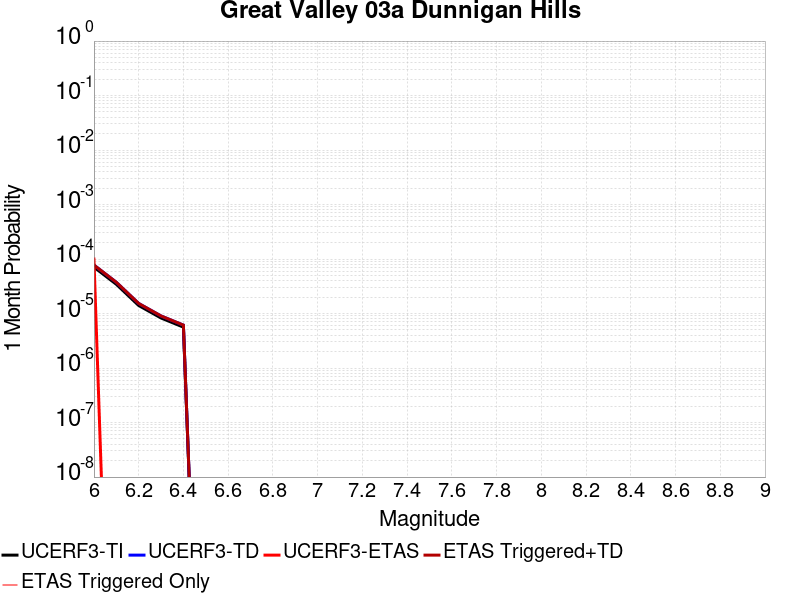 Great Valley 03a Dunnigan Hills
10^0
10^-1
10^-2
10^-3
10^-4
10^-5
10^-6
10^-7
10^-8
1 Month Probability
6 6.2 6.4 6.6 6.8 7 7.2 7.4 7.6 7.8 8 8.2 8.4 8.6 8.8 9
Magnitude
UCERF3-TI UCERF3-TD UCERF3-ETAS ETAS Triggered+TD
ETAS Triggered Only